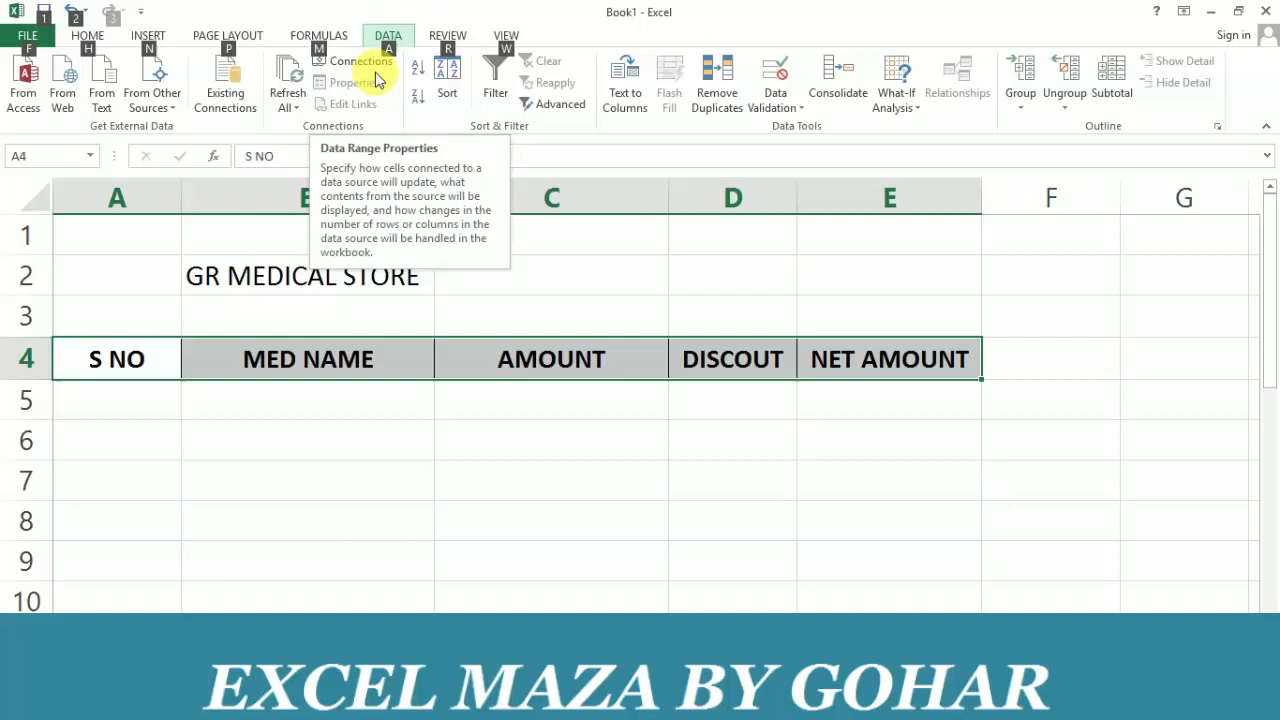 Book1 - Excel
1 2 3
Sign in
FILE HOME INSERT PAGE LAYOUT FORMULAS DATA REVIEW VIEW
F H N P M A R W
From Access
From Web
From Text
From Other Sources
Get External Data
Existing Connections
Refresh All
Connections
Edit Links
Connections
Sort
Filter
Clear
Reapply
Advanced
Sort & Filter
Text to Columns
Flash Fill
Remove Duplicates
Data Validation
Consolidate
What-If Analysis
Relationships
Data Tools
Group
Ungroup
Subtotal
Show Detail
Hide Detail
Outline
A4
fx
S NO
Data Range Properties
Specify how cells connected to a
data source will update, what
contents from the source will be
displayed, and how changes in the
number of rows or columns in the
data source will be handled in the
workbook.
A C D E F G
1
2 GR MEDICAL STORE
3
4 S NO MED NAME AMOUNT DISCOUT NET AMOUNT
5
6
7
8
9
10
EXCEL MAZA BY GOHAR